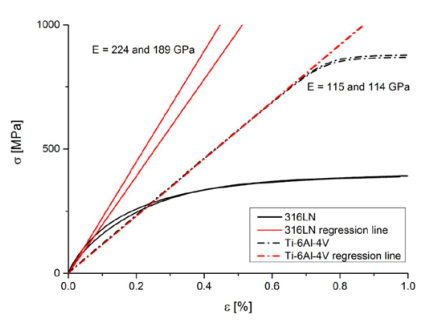 1000
E = 224 and 189 GPa
E = 115 and 114 GPa
σ [MPa]
500
316LN
316LN regression line
Ti-6Al-4V
Ti-6Al-4V regression line
0
0.0 0.2 0.4 0.6 0.8 1.0
ε [%]